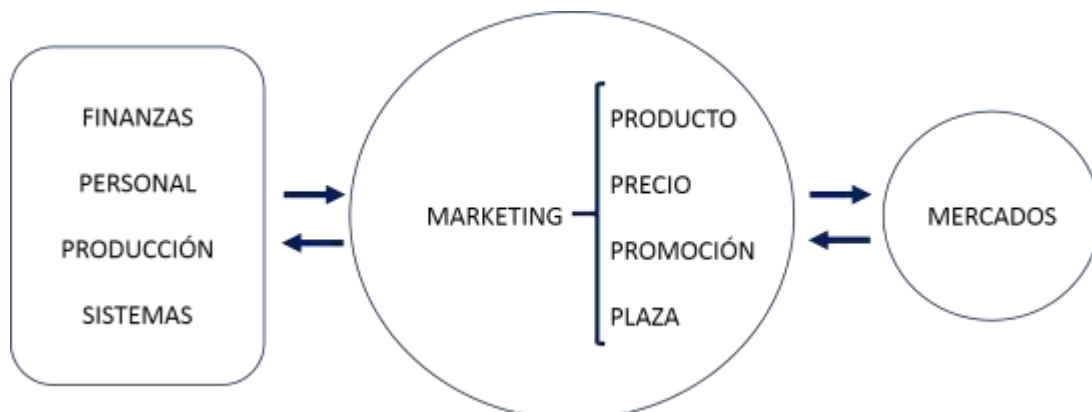 FINANZAS
PERSONAL
PRODUCCIÓN
SISTEMAS
MARKETING
PRODUCTO
PRECIO
PROMOCIÓN
PLAZA
MERCADOS